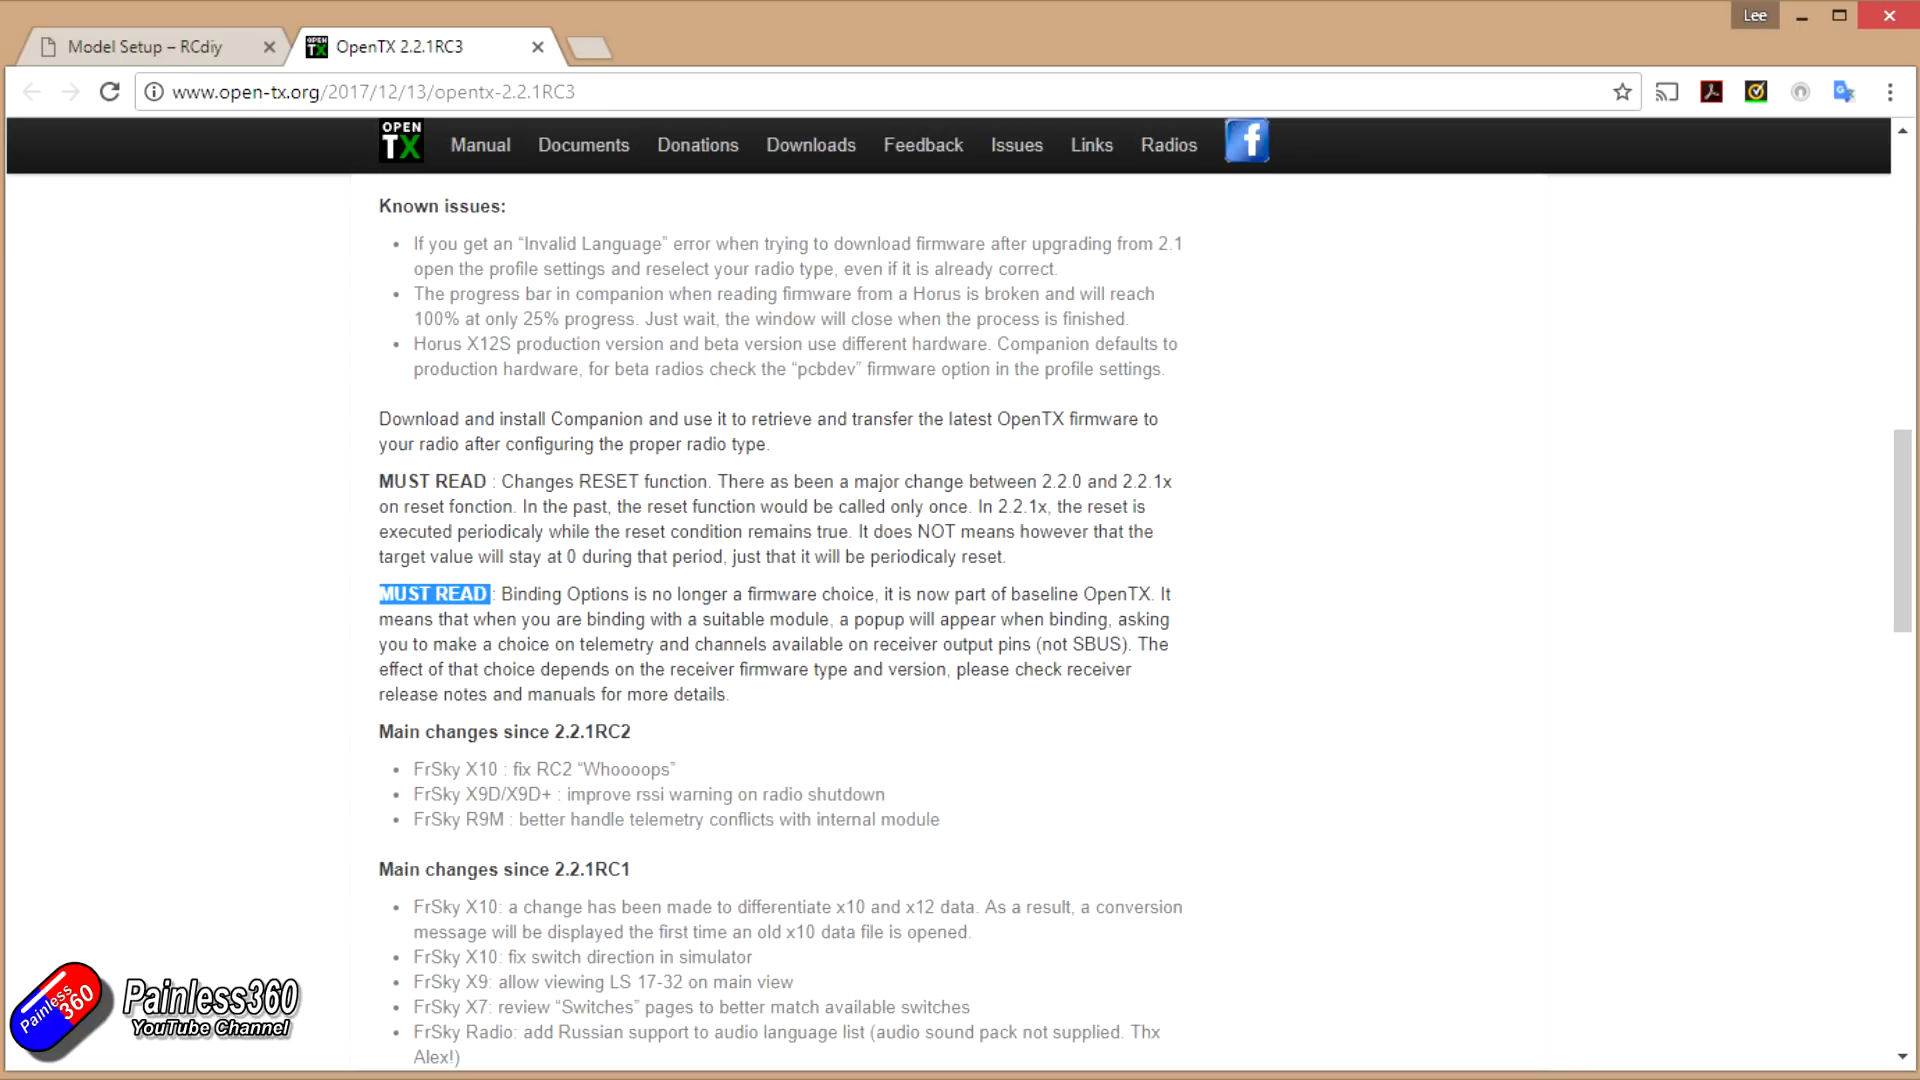 Lee
Model Setup – RCdiy
OPEN TX
OpenTX 2.2.1RC3
www.open-tx.org/2017/12/13/opentx-2.2.1RC3
OPEN TX
Manual Documents Donations Downloads Feedback Issues Links Radios f
Known issues:
• If you get an “Invalid Language” error when trying to download firmware after upgrading from 2.1
open the profile settings and reselect your radio type, even if it is already correct.
• The progress bar in companion when reading firmware from a Horus is broken and will reach
100% at only 25% progress. Just wait, the window will close when the process is finished.
• Horus X12S production version and beta version use different hardware. Companion defaults to
production hardware, for beta radios check the “pcbdev” firmware option in the profile settings.
Download and install Companion and use it to retrieve and transfer the latest OpenTX firmware to
your radio after configuring the proper radio type.
MUST READ : Changes RESET function. There as been a major change between 2.2.0 and 2.2.1x
on reset fonction. In the past, the reset function would be called only once. In 2.2.1x, the reset is
executed periodicaly while the reset condition remains true. It does NOT means however that the
target value will stay at 0 during that period, just that it will be periodicaly reset.
MUST READ : Binding Options is no longer a firmware choice, it is now part of baseline OpenTX. It
means that when you are binding with a suitable module, a popup will appear when binding, asking
you to make a choice on telemetry and channels available on receiver output pins (not SBUS). The
effect of that choice depends on the receiver firmware type and version, please check receiver
release notes and manuals for more details.
Main changes since 2.2.1RC2
• FrSky X10 : fix RC2 “Whoooops”
• FrSky X9D/X9D+ : improve rssi warning on radio shutdown
• FrSky R9M : better handle telemetry conflicts with internal module
Main changes since 2.2.1RC1
• FrSky X10: a change has been made to differentiate x10 and x12 data. As a result, a conversion
message will be displayed the first time an old x10 data file is opened.
• FrSky X10: fix switch direction in simulator
• FrSky X9: allow viewing LS 17-32 on main view
• FrSky X7: review “Switches” pages to better match available switches
• FrSky Radio: add Russian support to audio language list (audio sound pack not supplied. Thx
Alex!)
Painless 360
Painless360
YouTube Channel